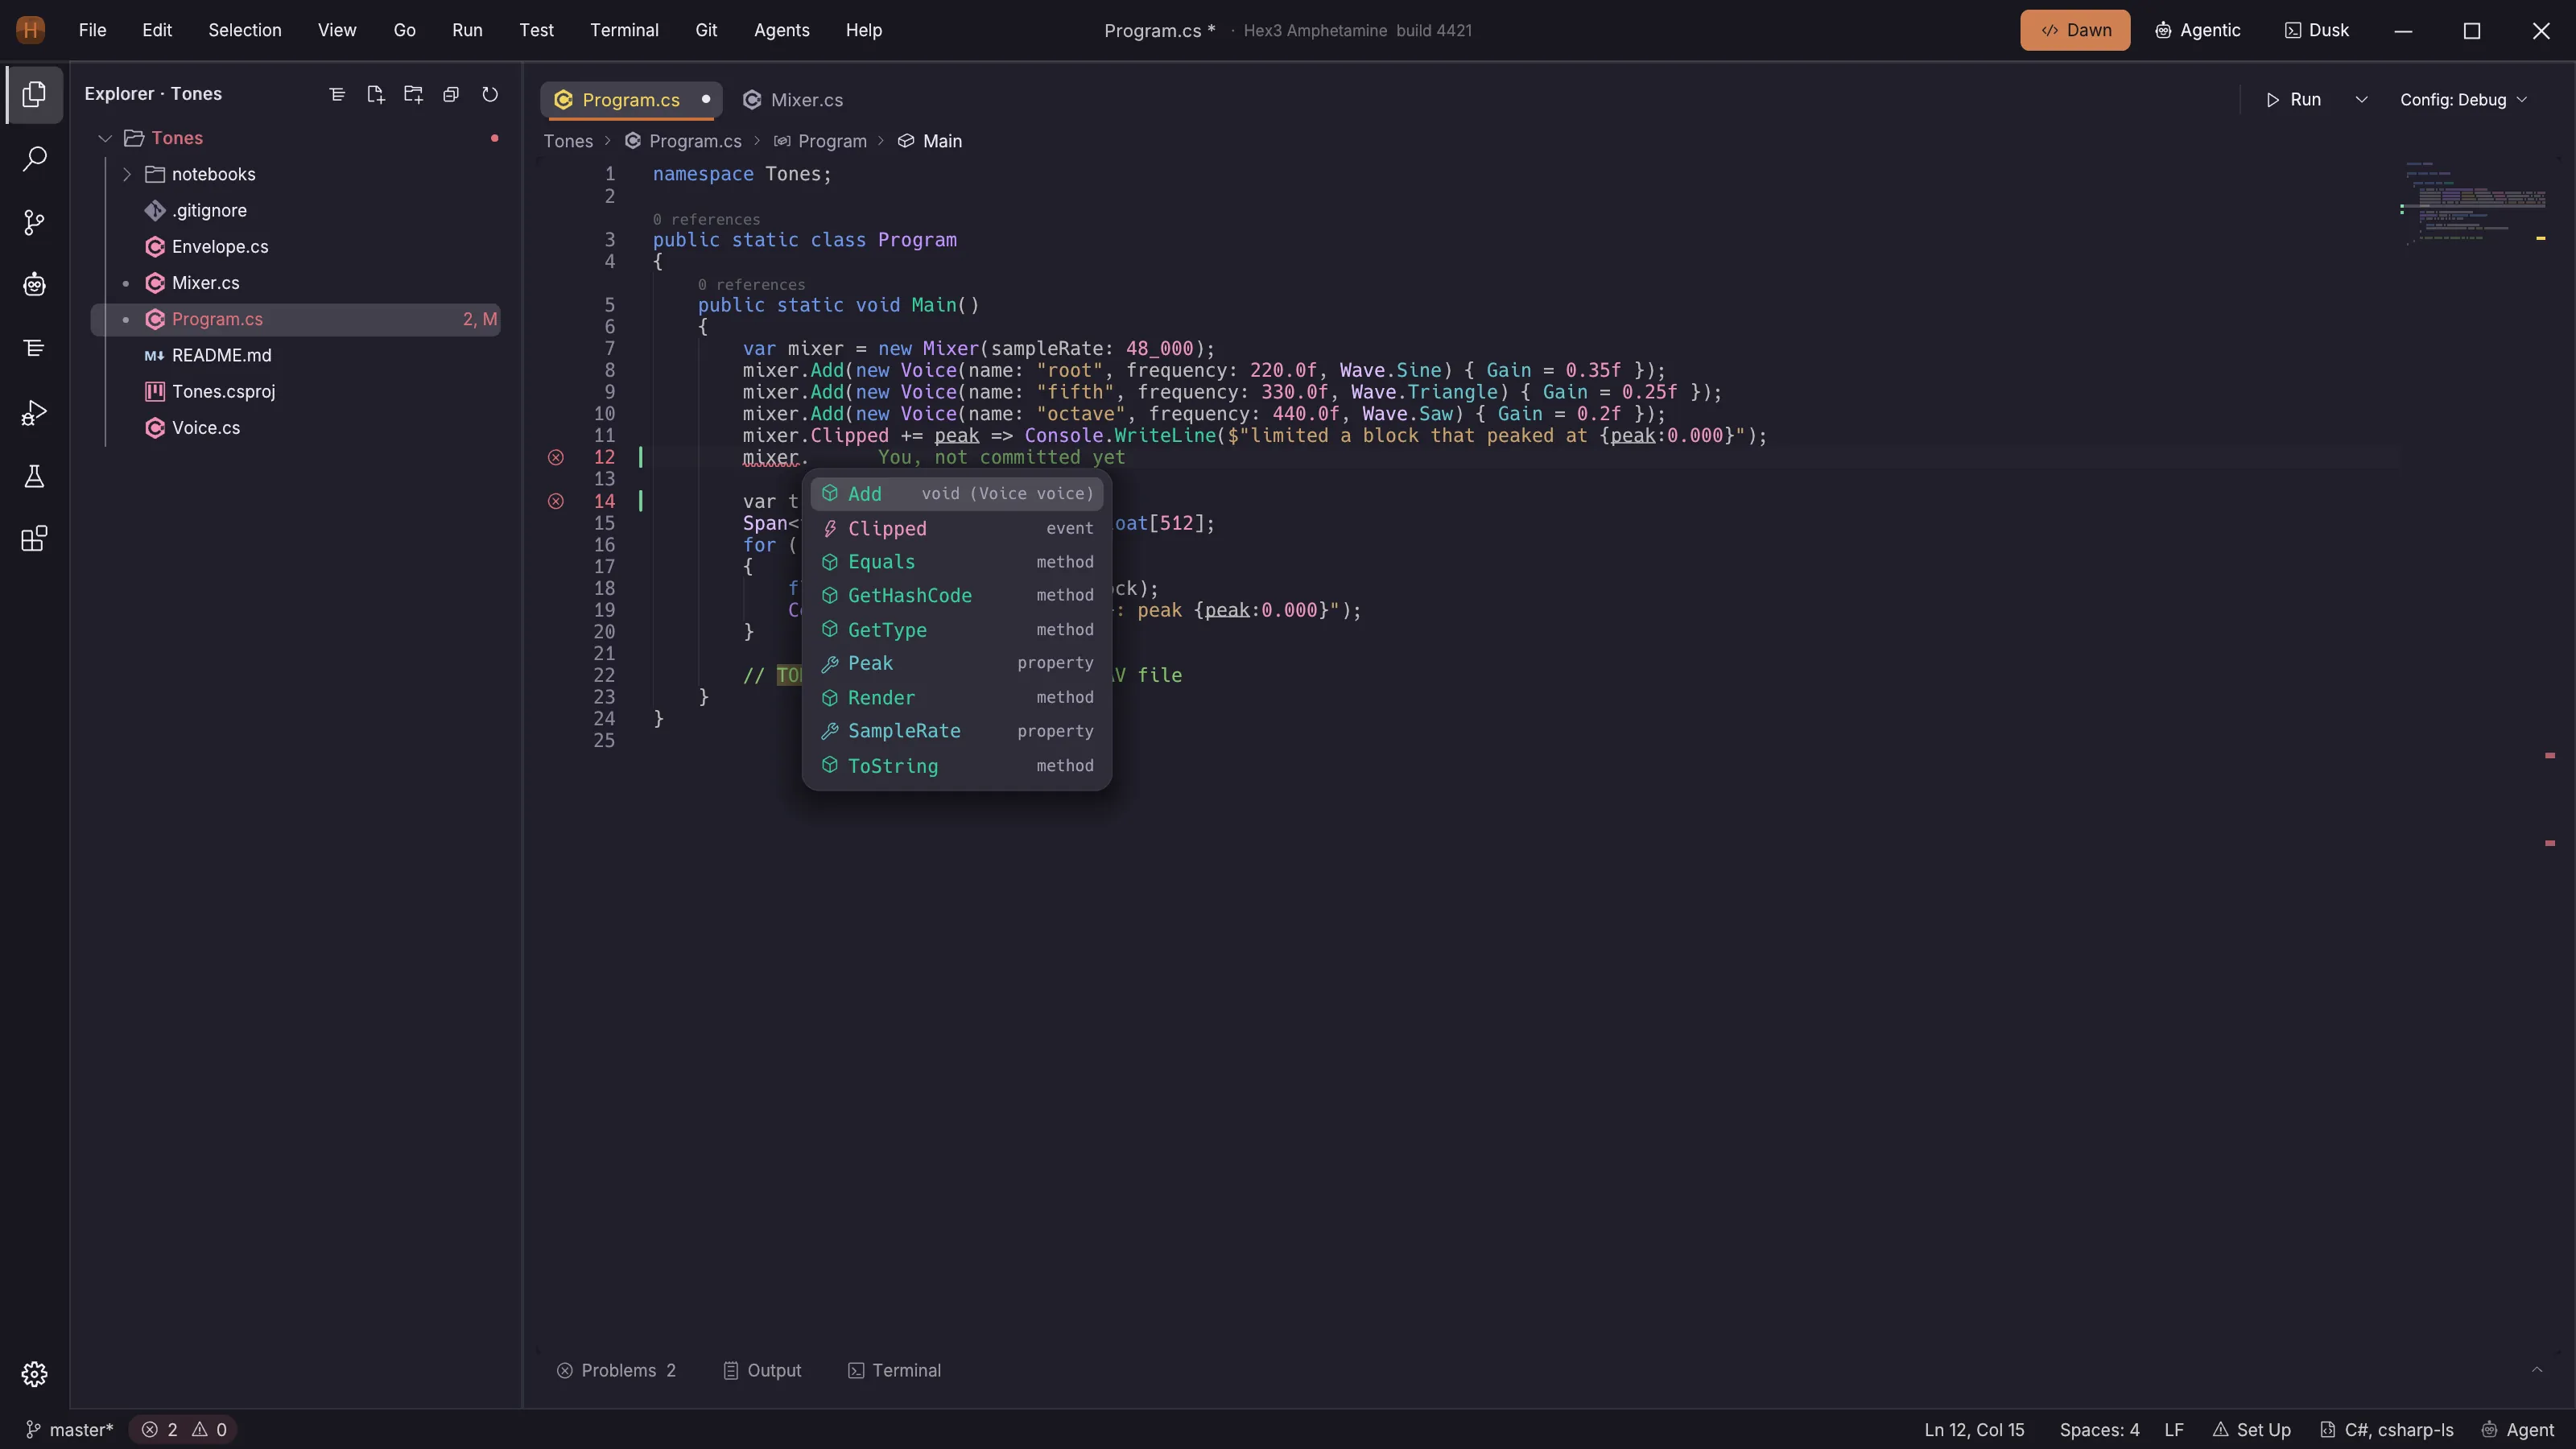 H File Edit Selection View Go Run Test Terminal Git Agents Help Program.cs * · Hex3 Amphetamine build 4421 Dawn Agentic Dusk
Explorer · Tones
Tones
notebooks
.gitignore
Envelope.cs
Mixer.cs
Program.cs 2, M
README.md
Tones.csproj
Voice.cs
Program.cs Mixer.cs Run Config: Debug
Tones > Program.cs > Program > Main
1 namespace Tones;
2
0 references
3 public static class Program
4 {
0 references
5 public static void Main()
6 {
7 var mixer = new Mixer(sampleRate: 48_000);
8 mixer.Add(new Voice(name: "root", frequency: 220.0f, Wave.Sine) { Gain = 0.35f });
9 mixer.Add(new Voice(name: "fifth", frequency: 330.0f, Wave.Triangle) { Gain = 0.25f });
10 mixer.Add(new Voice(name: "octave", frequency: 440.0f, Wave.Saw) { Gain = 0.2f });
11 mixer.Clipped += peak => Console.WriteLine($"limited a block that peaked at {peak:0.000}");
12 mixer. You, not committed yet
13
14 var t
15 Span< oat[512];
16 for (
17 {
18 f ck);
19 C : peak {peak:0.000}");
20 }
21
22 // TO V file
23 }
24 }
25
Add void (Voice voice)
Clipped event
Equals method
GetHashCode method
GetType method
Peak property
Render method
SampleRate property
ToString method
Problems 2 Output Terminal
master* 2 0 Ln 12, Col 15 Spaces: 4 LF Set Up C#, csharp-ls Agent